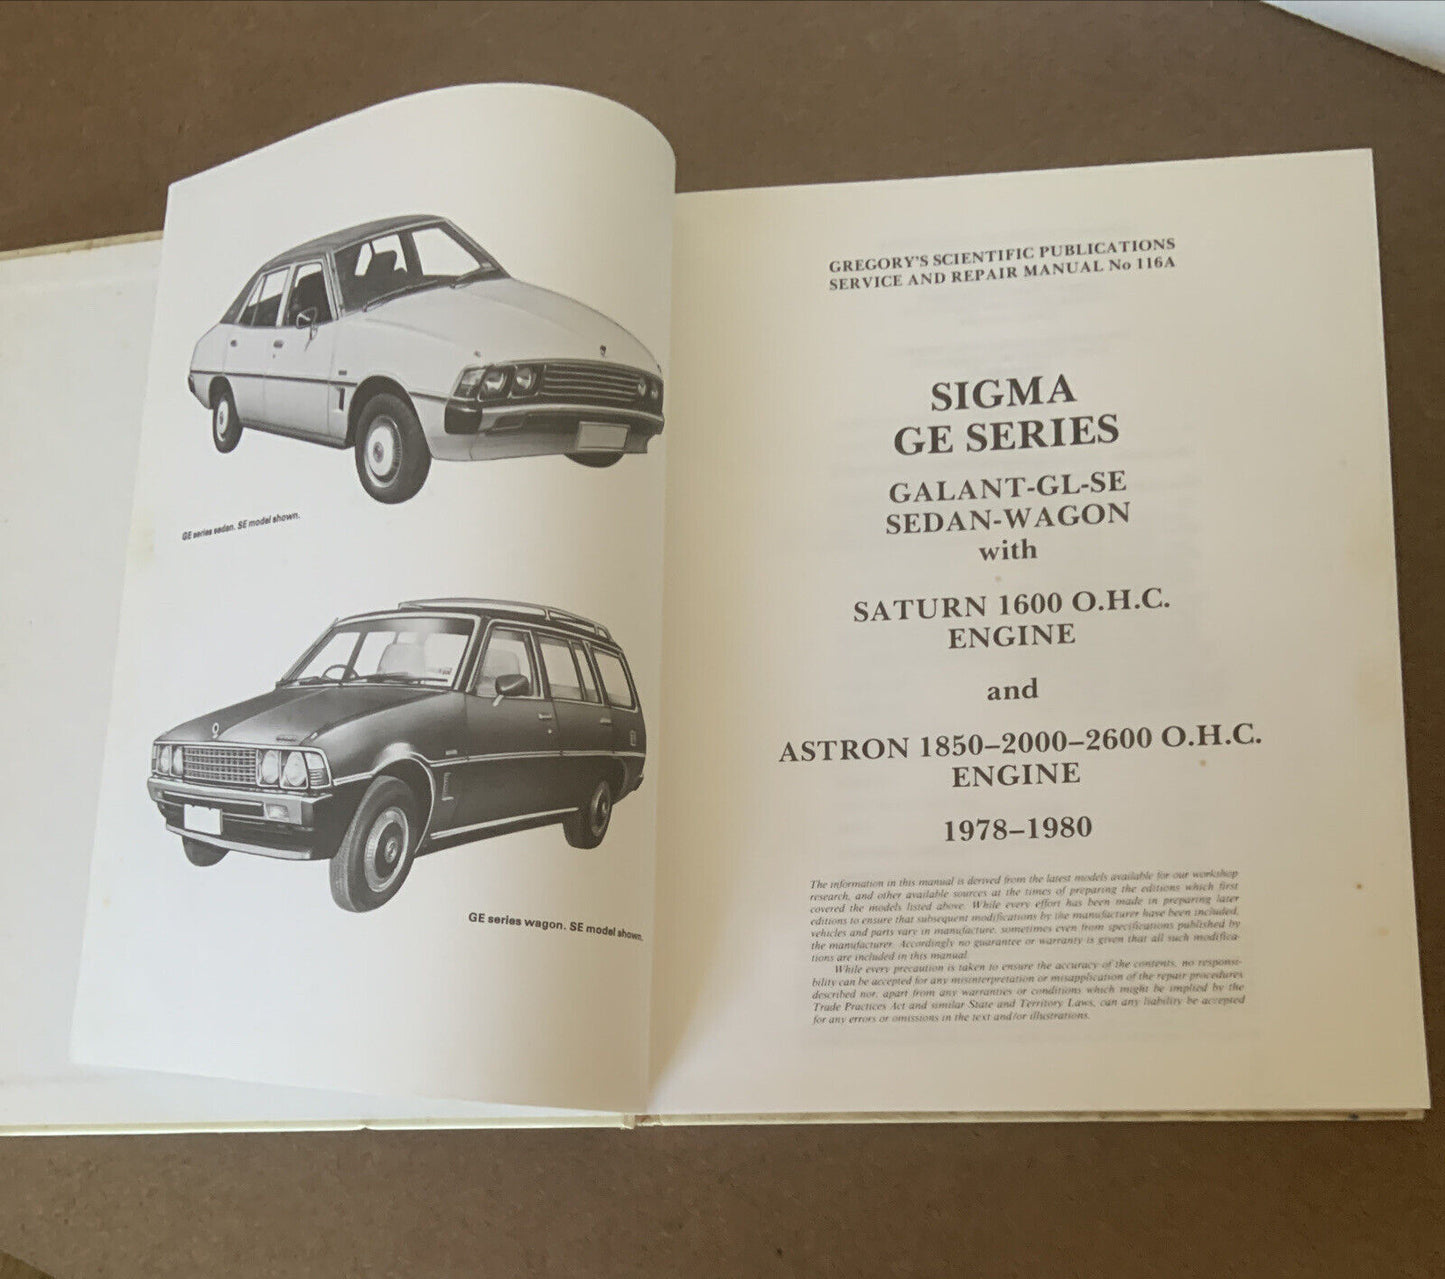 GE series sedan. SE model shown.
GE series wagon. SE model shown.
GREGORY'S SCIENTIFIC PUBLICATIONS
SERVICE AND REPAIR MANUAL No 116A
SIGMA
GE SERIES
GALANT-GL-SE
SEDAN-WAGON
with
SATURN 1600 O.H.C.
ENGINE
and
ASTRON 1850–2000–2600 O.H.C.
ENGINE
1978–1980
The information in this manual is derived from the latest models available for our workshop
research, and other available sources at the times of preparing the editions which first
covered the models listed above. While every effort has been made in preparing later
editions to ensure that subsequent modifications by the manufacturer have been included,
vehicles and parts vary in manufacture, sometimes even from specifications published by
the manufacturer. Accordingly no guarantee or warranty is given that all such modifica-
tions are included in this manual.
While every precaution is taken to ensure the accuracy of the contents, no responsi-
bility can be accepted for any misinterpretation or misapplication of the repair procedures
described nor, apart from any warranties or conditions which might be implied by the
Trade Practices Act and similar State and Territory Laws, can any liability be accepted
for any errors or omissions in the text and/or illustrations.